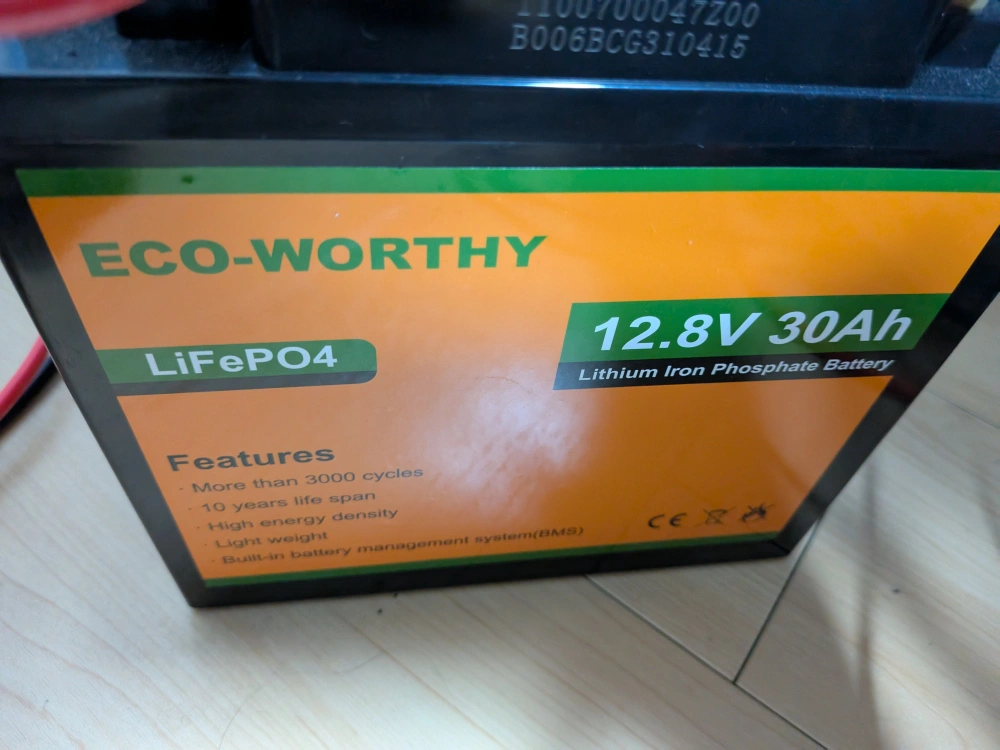 1100700047Z00
B006BCG310415
ECO-WORTHY
12.8V 30Ah
LiFePO4
Lithium Iron Phosphate Battery
Features
· More than 3000 cycles
· 10 years life span
· High energy density
· Light weight
· Built-in battery management system(BMS)
CE